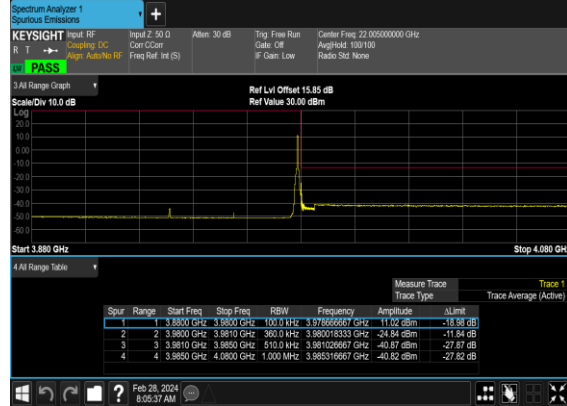 Spectrum Analyzer 1
Spurious Emissions
+
KEYSIGHT Input: RF Input Z: 50 Ω Atten: 30 dB Trig: Free Run Center Freq: 22.005000000 GHz
R T Coupling: DC Corr CCorr Gate: Off Avg|Hold: 100/100
Align: Auto/No RF Freq Ref: Int (S) IF Gain: Low Radio Std: None
LW PASS
3 All Range Graph
Ref Lvl Offset 15.85 dB
Scale/Div 10.0 dB Ref Value 30.00 dBm
Log
20.0
10.0
0.00
-10.0
-20.0
-30.0
-40.0
-50.0
-60.0
Start 3.880 GHz Stop 4.080 GHz
4 All Range Table
Measure Trace Trace 1
Trace Type Trace Average (Active)
Spur Range Start Freq Stop Freq RBW Frequency Amplitude ΔLimit
1 1 3.8800 GHz 3.9800 GHz 100.0 kHz 3.978666667 GHz 11.02 dBm -18.98 dB
2 2 3.9800 GHz 3.9810 GHz 360.0 kHz 3.980018333 GHz -24.84 dBm -11.84 dB
3 3 3.9810 GHz 3.9850 GHz 510.0 kHz 3.981026667 GHz -40.87 dBm -27.87 dB
4 4 3.9850 GHz 4.0800 GHz 1.000 MHz 3.985316667 GHz -40.82 dBm -27.82 dB
? Feb 28, 2024
8:05:37 AM